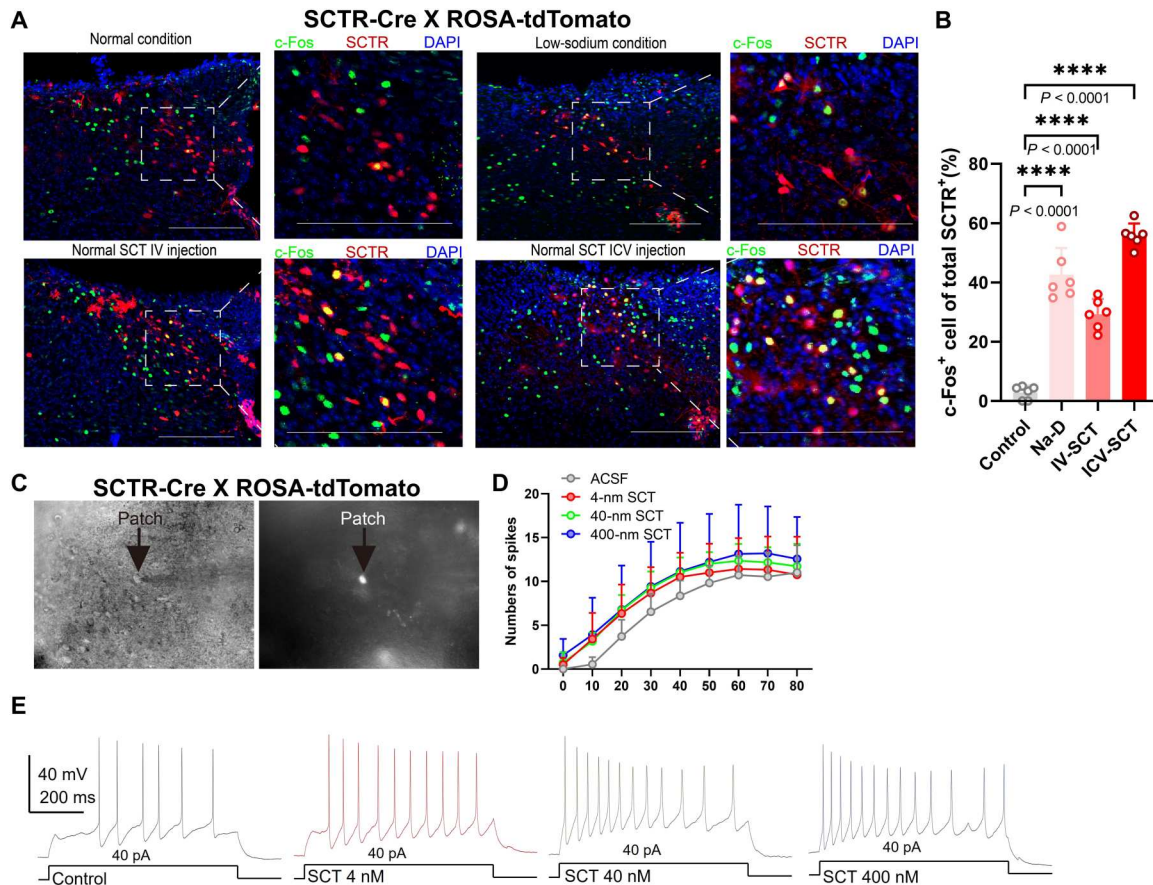 A
SCTR-Cre X ROSA-tdTomato
Normal condition
c-Fos SCTR DAPI
Low-sodium condition
c-Fos SCTR DAPI
Normal SCT IV injection
c-Fos SCTR DAPI
Normal SCT ICV injection
c-Fos SCTR DAPI
B
****
P < 0.0001
****
P < 0.0001
****
P < 0.0001
c-Fos⁺ cell of total SCTR⁺(%)
80
60
40
20
0
Control
Na-D
IV-SCT
ICV-SCT
C
SCTR-Cre X ROSA-tdTomato
Patch
Patch
D
ACSF
4-nm SCT
40-nm SCT
400-nm SCT
Numbers of spikes
20
15
10
5
0
0 10 20 30 40 50 60 70 80
E
40 mV
200 ms
40 pA
Control
40 pA
SCT 4 nM
40 pA
SCT 40 nM
40 pA
SCT 400 nM